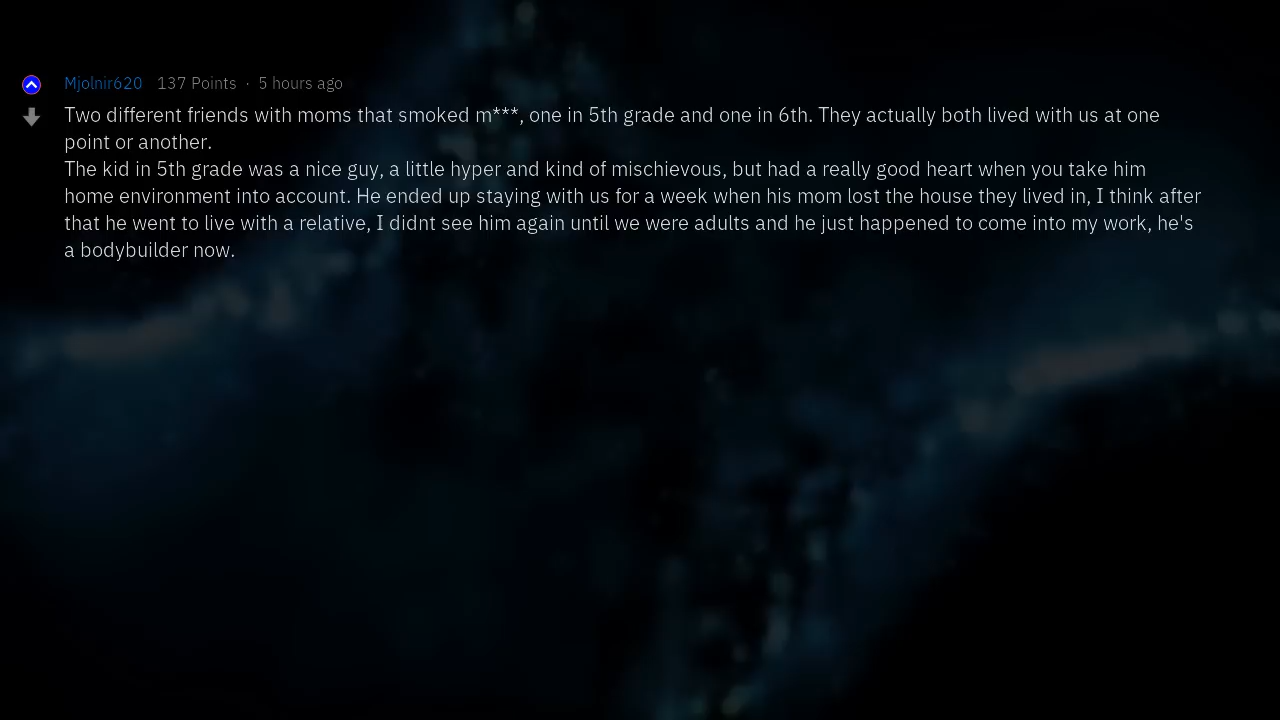 Mjolnir620 137 Points · 5 hours ago
Two different friends with moms that smoked m***, one in 5th grade and one in 6th. They actually both lived with us at one
point or another.
The kid in 5th grade was a nice guy, a little hyper and kind of mischievous, but had a really good heart when you take him
home environment into account. He ended up staying with us for a week when his mom lost the house they lived in, I think after
that he went to live with a relative, I didnt see him again until we were adults and he just happened to come into my work, he's
a bodybuilder now.